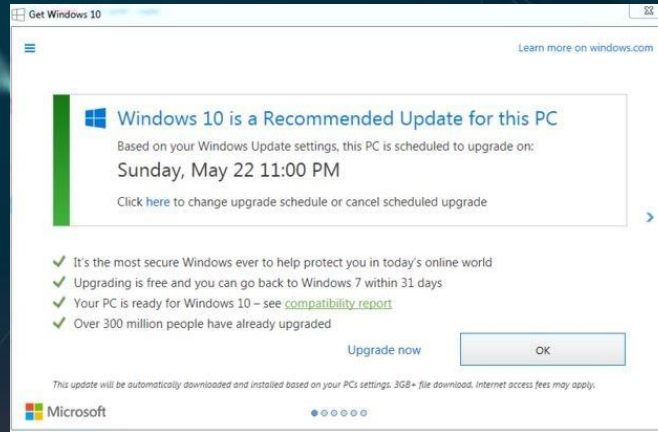 Get Windows 10
Learn more on windows.com
Windows 10 is a Recommended Update for this PC
Based on your Windows Update settings, this PC is scheduled to upgrade on:
Sunday, May 22 11:00 PM
Click here to change upgrade schedule or cancel scheduled upgrade
It's the most secure Windows ever to help protect you in today's online world
Upgrading is free and you can go back to Windows 7 within 31 days
Your PC is ready for Windows 10 – see compatibility report
Over 300 million people have already upgraded
Upgrade now OK
This update will be automatically downloaded and installed based on your PCs settings. 3GB+ file download. Internet access fees may apply.
Microsoft